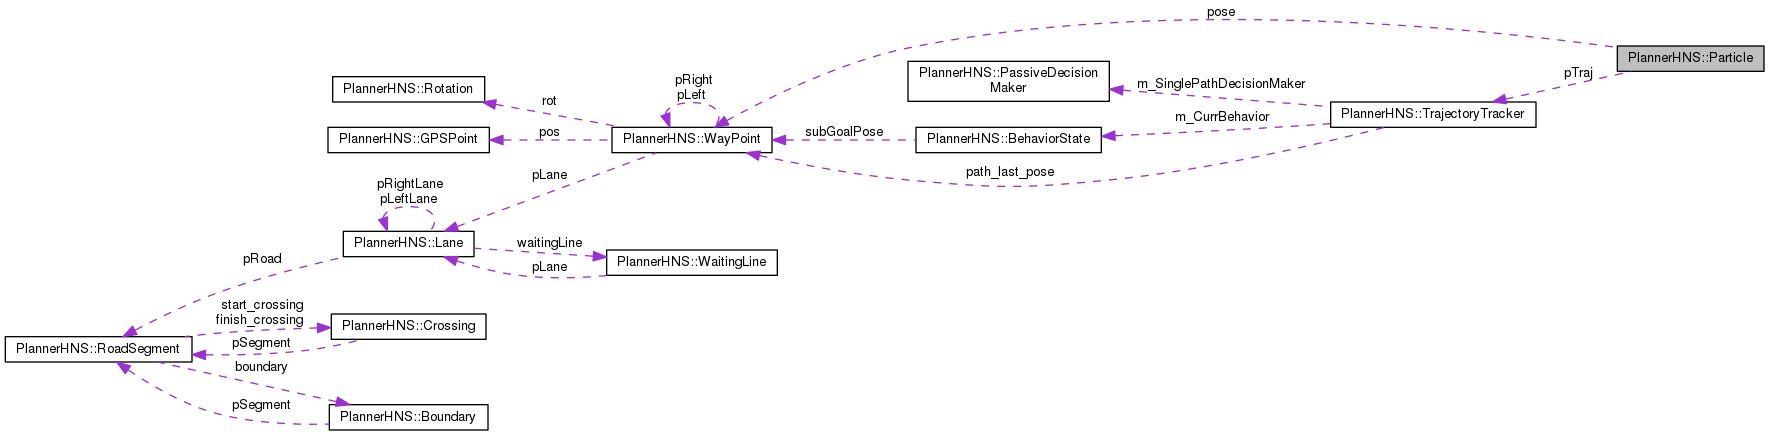 pose
PlannerHNS::Particle
pTraj
PlannerHNS::PassiveDecision
Maker
m_SinglePathDecisionMaker
PlannerHNS::TrajectoryTracker
m_CurrBehavior
PlannerHNS::Rotation
rot
pRight
pLeft
PlannerHNS::GPSPoint
pos
PlannerHNS::WayPoint
subGoalPose
PlannerHNS::BehaviorState
path_last_pose
pLane
pRightLane
pLeftLane
PlannerHNS::Lane
waitingLine
PlannerHNS::WaitingLine
pLane
pRoad
start_crossing
finish_crossing
PlannerHNS::Crossing
PlannerHNS::RoadSegment
pSegment
boundary
pSegment
PlannerHNS::Boundary